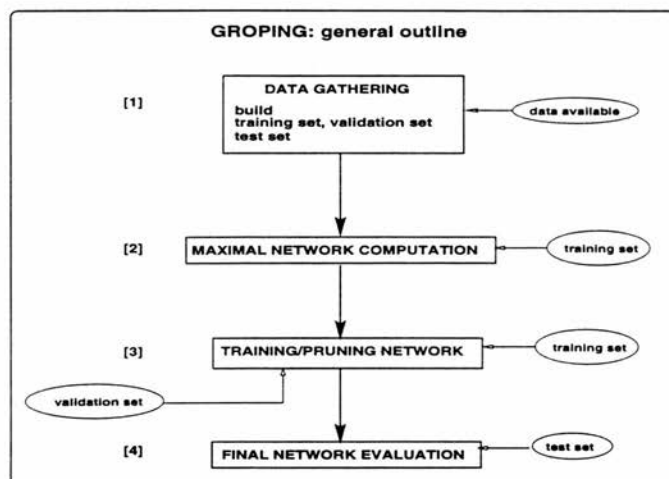 GROPING: general outline
[1]
DATA GATHERING
build
training set, validation set
test set
data available
[2]
MAXIMAL NETWORK COMPUTATION
training set
[3]
TRAINING/PRUNING NETWORK
training set
validation set
[4]
FINAL NETWORK EVALUATION
test set